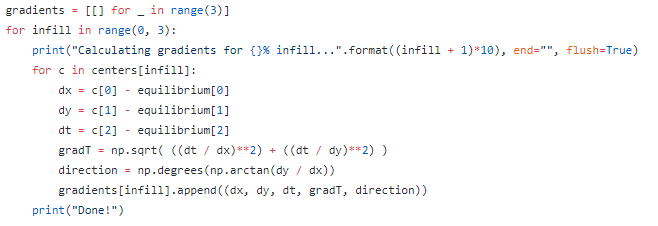 gradients = [[] for _ in range(3)]
for infill in range(0, 3):
    print("Calculating gradients for {}% infill...".format((infill + 1)*10), end="", flush=True)
    for c in centers[infill]:
        dx = c[0] - equilibrium[0]
        dy = c[1] - equilibrium[1]
        dt = c[2] - equilibrium[2]
        gradT = np.sqrt( ((dt / dx)**2) + ((dt / dy)**2) )
        direction = np.degrees(np.arctan(dy / dx))
        gradients[infill].append((dx, dy, dt, gradT, direction))
    print("Done!")